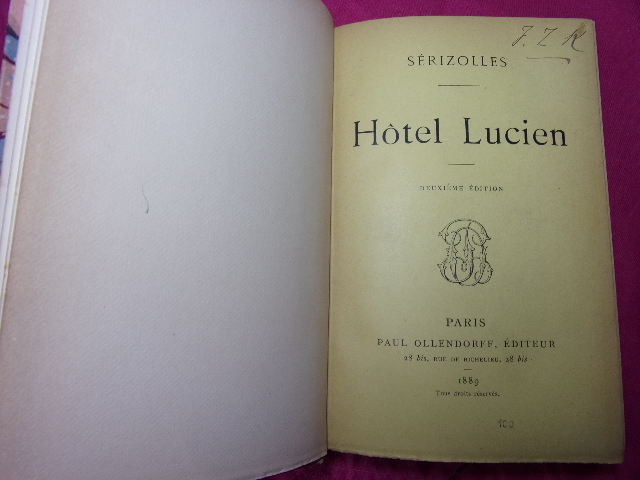 J. Z K
SÉRIZOLLES
Hôtel Lucien
DEUXIÈME ÉDITION
PARIS
PAUL OLLENDORFF, ÉDITEUR
28 bis, RUE DE RICHELIEU, 28 bis
1889
Tous droits réservés.
100